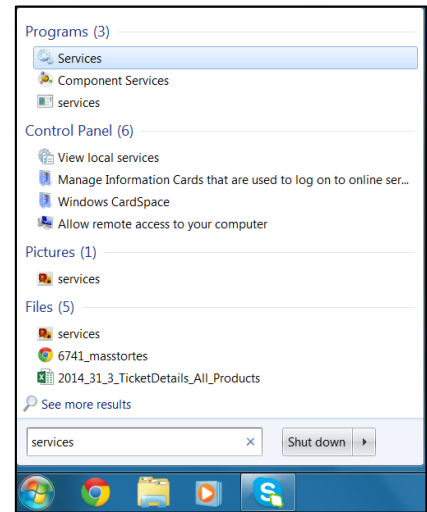 Programs (3)
Services
Component Services
services
Control Panel (6)
View local services
Manage Information Cards that are used to log on to online ser...
Windows CardSpace
Allow remote access to your computer
Pictures (1)
services
Files (5)
services
6741_masstortes
2014_31_3_TicketDetails_All_Products
See more results
services
Shut down